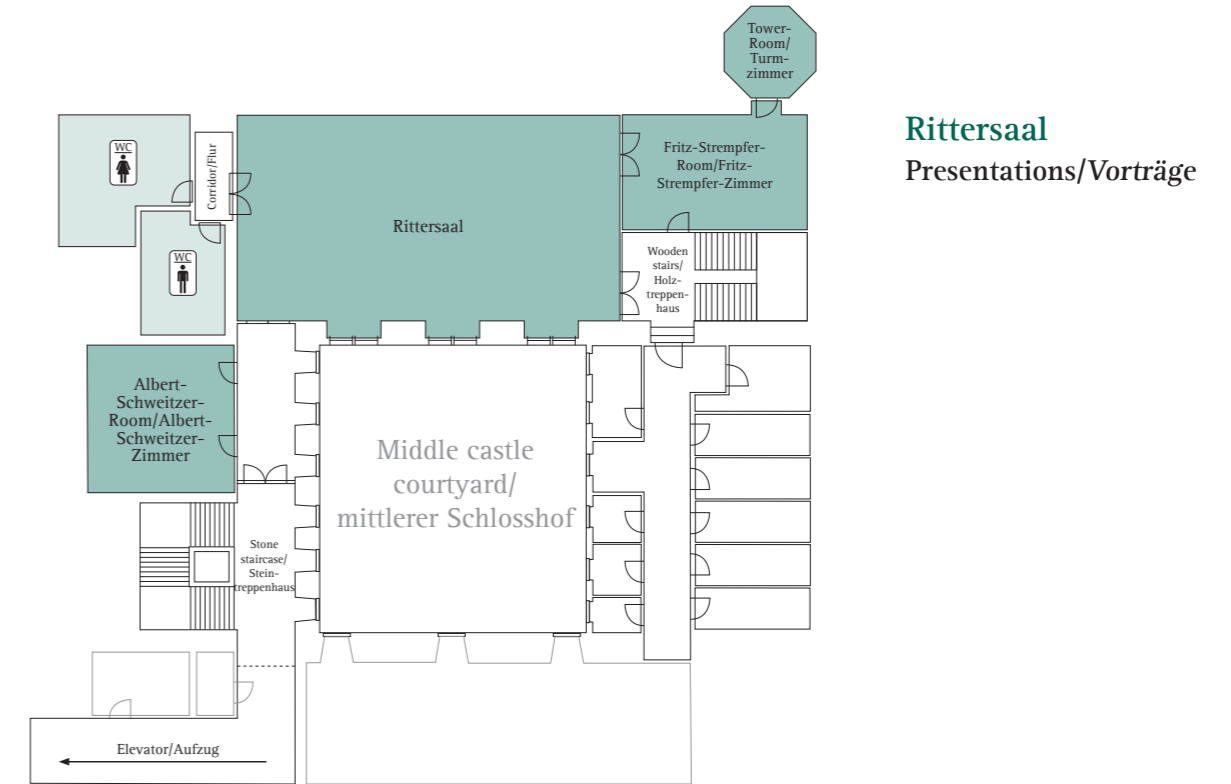 Tower-
Room/
Turm-
zimmer
Rittersaal
Presentations/Vorträge
WC
Corridor/Flur
Fritz-Strempfer-
Room/Fritz-
Strempfer-Zimmer
Rittersaal
WC
Wooden
stairs/
Holz-
treppen-
haus
Albert-
Schweitzer-
Room/Albert-
Schweitzer-
Zimmer
Middle castle
courtyard/
mittlerer Schlosshof
Stone
staircase/
Stein-
treppenhaus
Elevator/Aufzug